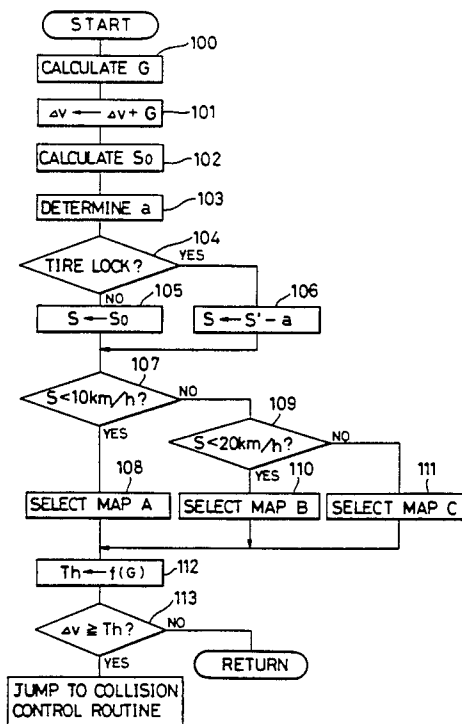 START
100
CALCULATE G
Δv ← Δv + G
101
CALCULATE S₀
102
DETERMINE a
103
104
TIRE LOCK?
YES
NO
105
106
S ← S₀
S ← S' - a
107
S<10km/h?
NO
YES
109
S<20km/h?
NO
YES
108
110
111
SELECT MAP A
SELECT MAP B
SELECT MAP C
Th ← f(G)
112
113
Δv ≧ Th?
NO
YES
RETURN
JUMP TO COLLISION
CONTROL ROUTINE